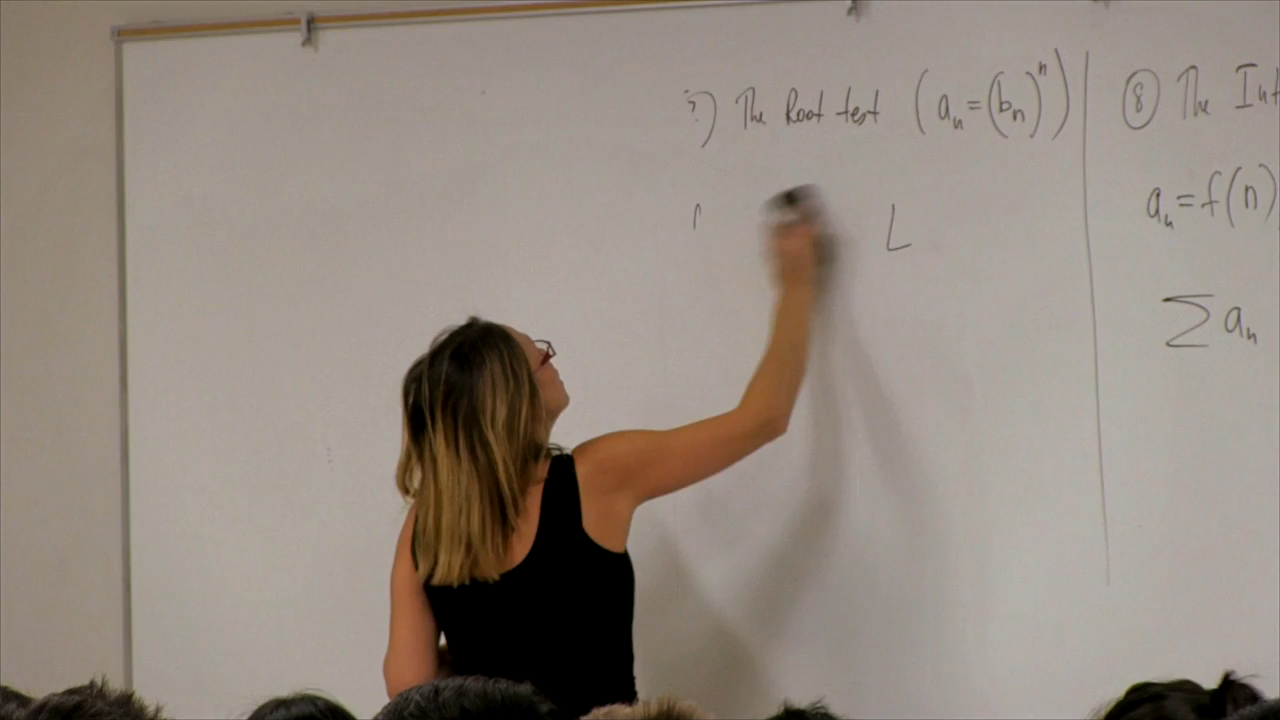 The Root test (aₙ=(bₙ)ⁿ)
L
⑧ The Int
aₙ=f(n)
∑aₙ